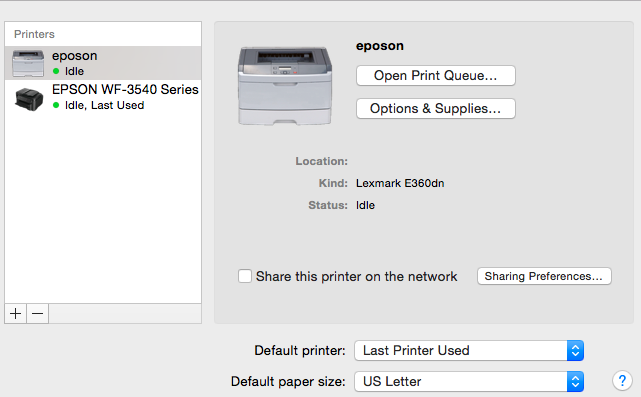 Printers
eposon
Idle
EPSON WF-3540 Series
Idle, Last Used
+ −
eposon
Open Print Queue...
Options & Supplies...
Location:
Kind: Lexmark E360dn
Status: Idle
Share this printer on the network
Sharing Preferences...
Default printer: Last Printer Used
Default paper size: US Letter
?